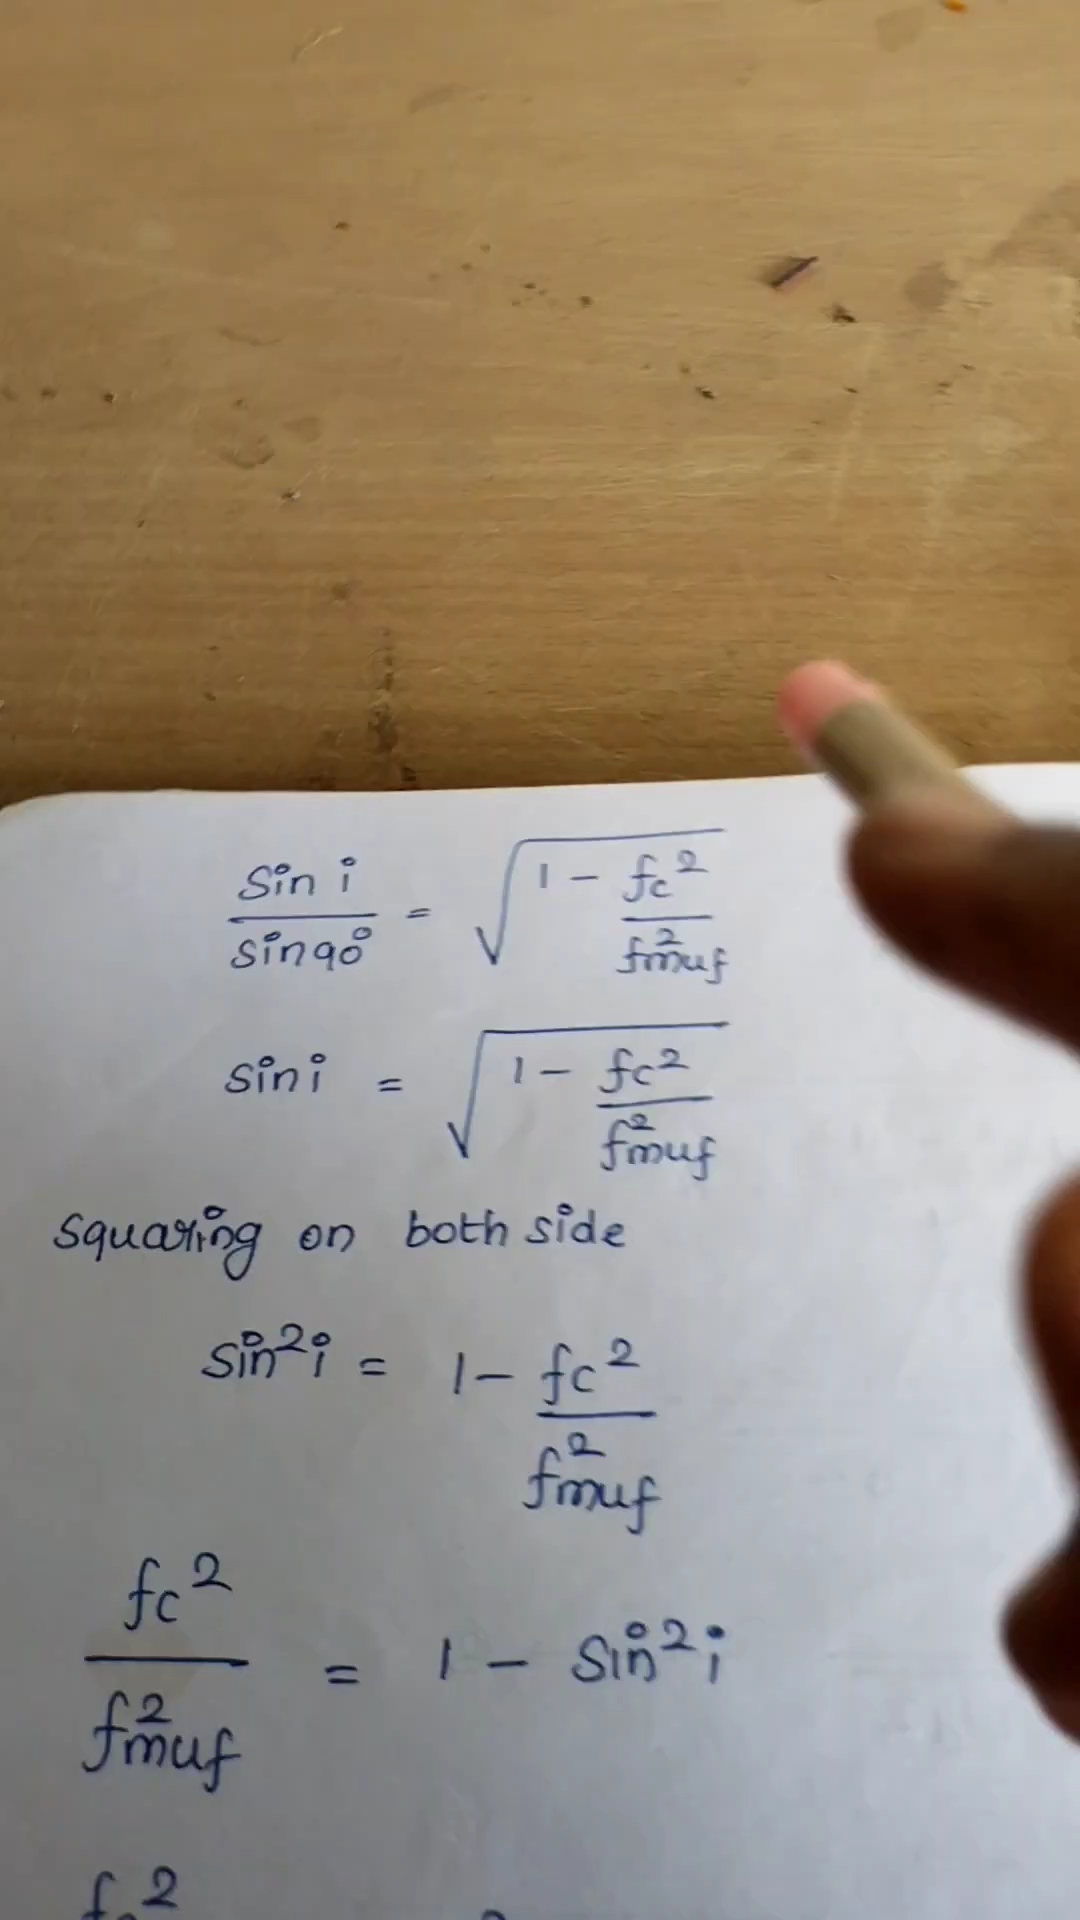 sin i / sin90° = √(1 - fc² / f²muf)
sin i = √(1 - fc² / f²muf)
squaring on both side
sin²i = 1 - fc² / f²muf
fc² / f²muf = 1 - sin²i
fc²